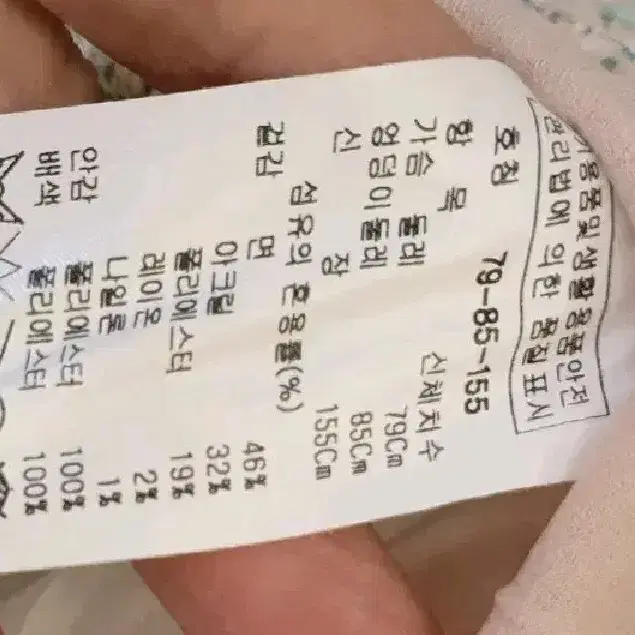 전기용품및생활용품안전
관리법에 의한 품질표시
호칭 79-85-155
항 목 신체치수
가슴 둘레 79Cm
엉덩이둘레 85Cm
신 장 155Cm
섬유의 혼용률(%)
겉감 면 46%
아크릴 32%
폴리에스터 19%
레이온 2%
나일론 1%
안감 폴리에스터 100%
배색 폴리에스터 100%